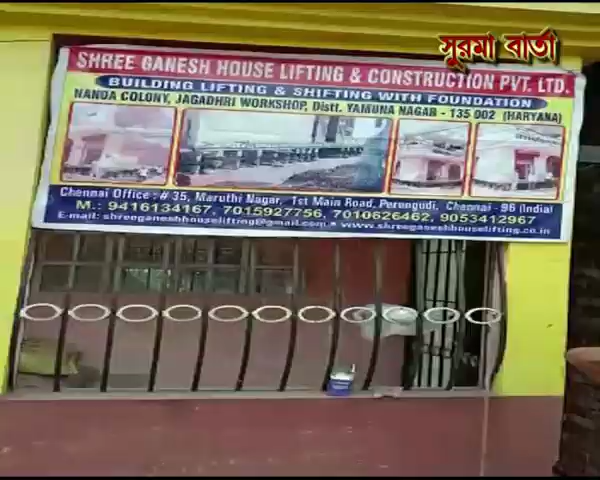 সুরমা বার্তা
SHREE GANESH HOUSE LIFTING & CONSTRUCTION PVT. LTD.
BUILDING LIFTING & SHIFTING WITH FOUNDATION
NANDA COLONY, JAGADHRI WORKSHOP, Distt. YAMUNA NAGAR - 135 002 (HARYANA)
Chennai Office : # 35, Maruthi Nagar, 1st Main Road, Perungudi, Chennai - 96 (India)
M.: 9416134167, 7015927756, 7010626462, 9053412967
E-mail: shreeganeshhouselifting@gmail.com • www.shreeganeshhouselifting.co.in